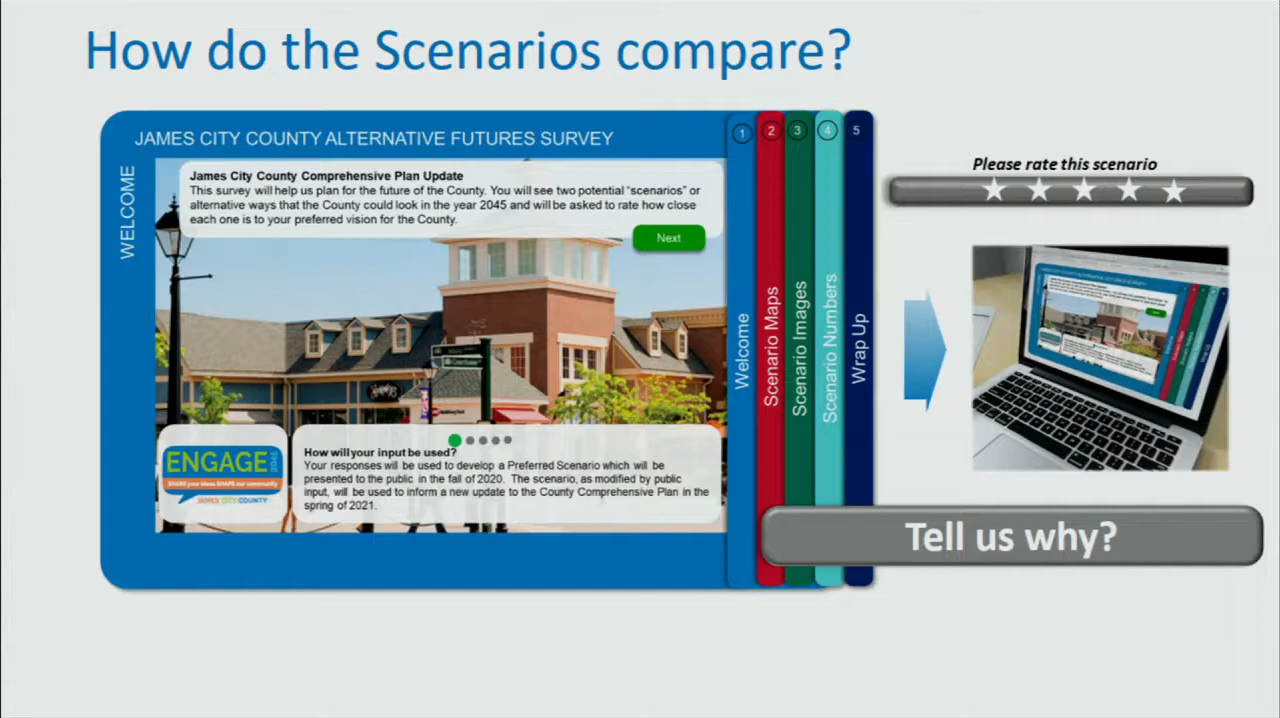 How do the Scenarios compare?
JAMES CITY COUNTY ALTERNATIVE FUTURES SURVEY
WELCOME
James City County Comprehensive Plan Update
This survey will help us plan for the future of the County. You will see two potential “scenarios” or
alternative ways that the County could look in the year 2045 and will be asked to rate how close
each one is to your preferred vision for the County.
Next
ENGAGE 2045
SHARE your ideas. SHAPE our community
JAMES CITY COUNTY
How will your input be used?
Your responses will be used to develop a Preferred Scenario which will be
presented to the public in the fall of 2020. The scenario, as modified by public
input, will be used to inform a new update to the County Comprehensive Plan in the
spring of 2021.
1
Welcome
2
Scenario Maps
3
Scenario Images
4
Scenario Numbers
5
Wrap Up
Please rate this scenario
Tell us why?